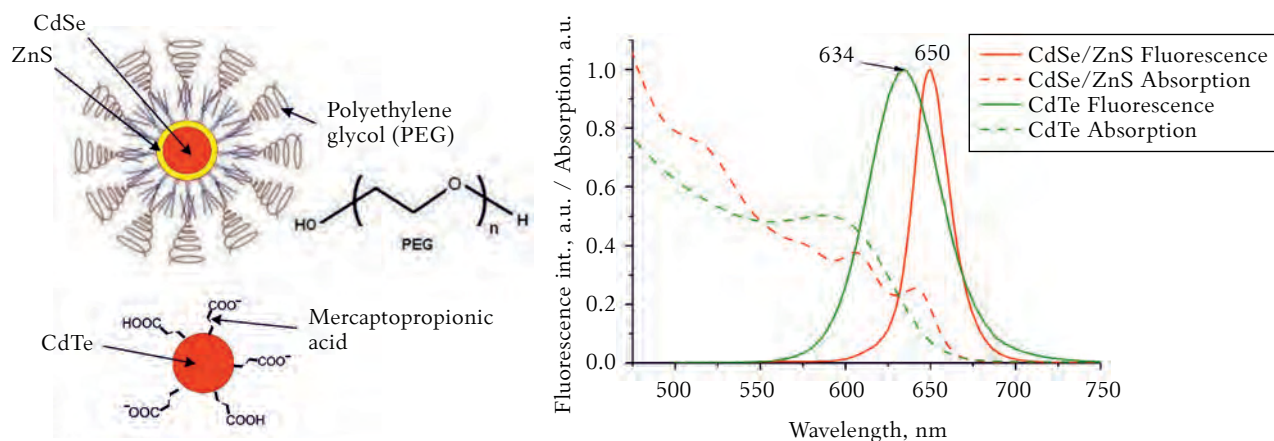 CdSe
ZnS
Polyethylene
glycol (PEG)
HO
O
H
n
PEG
COO⁻
HOOC
Mercaptopropionic
acid
CdTe
COO⁻
⁻OOC
COOH
Fluorescence int., a.u. / Absorption, a.u.
1.0
0.8
0.6
0.4
0.2
0.0
634
650
CdSe/ZnS Fluorescence
CdSe/ZnS Absorption
CdTe Fluorescence
CdTe Absorption
500 550 600 650 700 750
Wavelength, nm